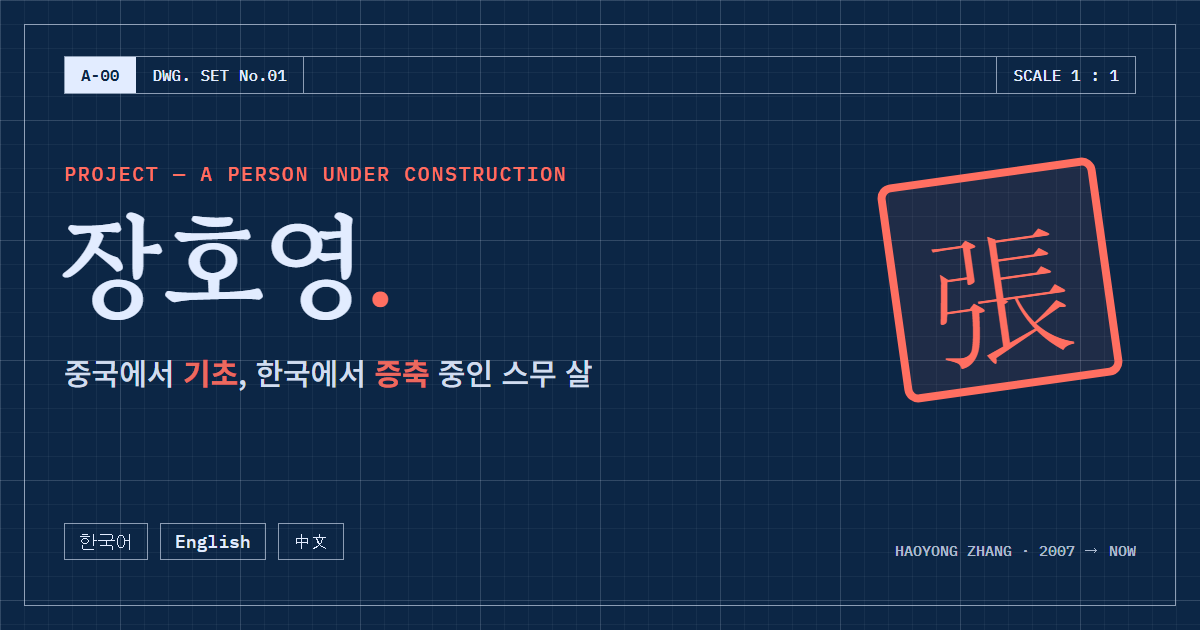 A-00 DWG. SET No.01 SCALE 1 : 1
PROJECT — A PERSON UNDER CONSTRUCTION
장호영.
張
중국에서 기초, 한국에서 증축 중인 스무 살
한국어 English 中文
HAOYONG ZHANG · 2007 → NOW